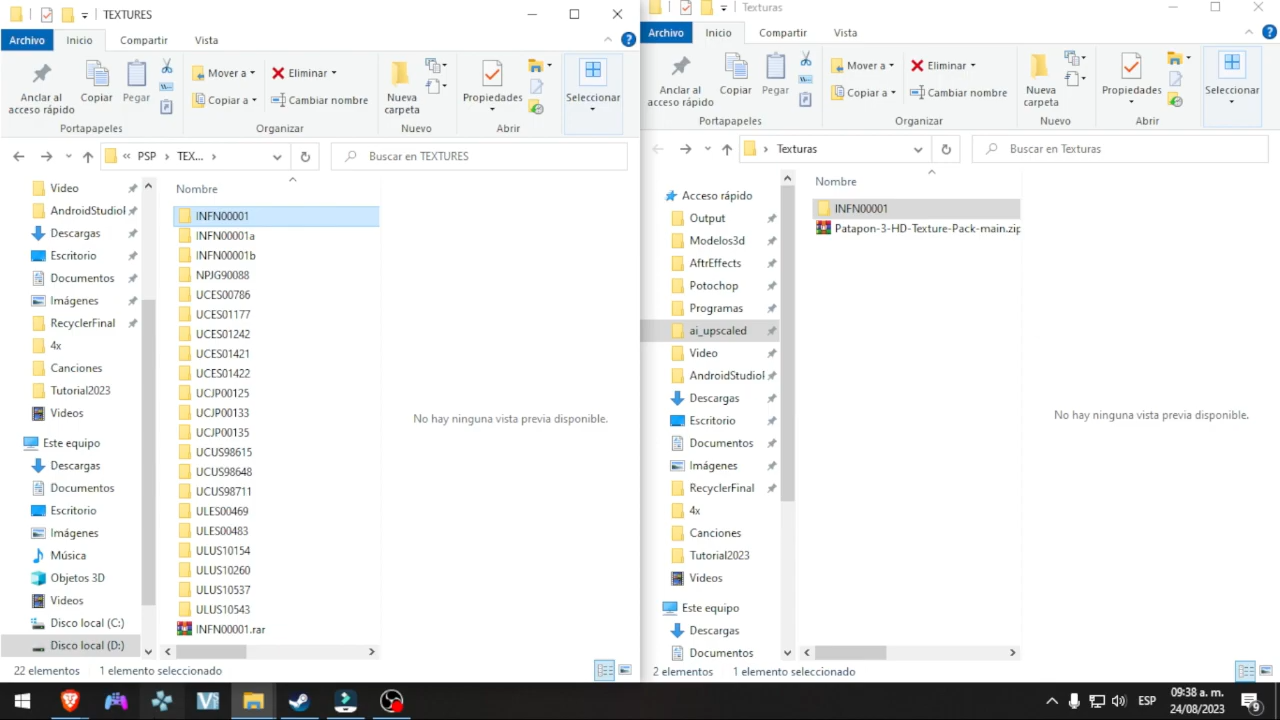 TEXTURES
Archivo
Inicio
Compartir
Vista
Anclar al
acceso rápido
Copiar
Pegar
Mover a
Copiar a
Eliminar
Cambiar nombre
Nueva
carpeta
Propiedades
Seleccionar
Portapapeles
Organizar
Nuevo
Abrir
« PSP › TEX... ›
Buscar en TEXTURES
Video
AndroidStudiol
Descargas
Escritorio
Documentos
Imágenes
RecyclerFinal
4x
Canciones
Tutorial2023
Videos
Este equipo
Descargas
Documentos
Escritorio
Imágenes
Música
Objetos 3D
Videos
Disco local (C:)
Disco local (D:)
Nombre
INFN00001
INFN00001a
INFN00001b
NPJG90088
UCES00786
UCES01177
UCES01242
UCES01421
UCES01422
UCJP00125
UCJP00133
UCJP00135
UCUS98615
UCUS98648
UCUS98711
ULES00469
ULES00483
ULUS10154
ULUS10260
ULUS10537
ULUS10543
INFN00001.rar
No hay ninguna vista previa disponible.
22 elementos
1 elemento seleccionado
Texturas
Archivo
Inicio
Compartir
Vista
Anclar al
acceso rápido
Copiar
Pegar
Mover a
Copiar a
Eliminar
Cambiar nombre
Nueva
carpeta
Propiedades
Seleccionar
Portapapeles
Organizar
Nuevo
Abrir
› Texturas
Buscar en Texturas
Acceso rápido
Output
Modelos3d
AftrEffects
Potochop
Programas
ai_upscaled
Video
AndroidStudiol
Descargas
Escritorio
Documentos
Imágenes
RecyclerFinal
4x
Canciones
Tutorial2023
Videos
Este equipo
Descargas
Documentos
Nombre
INFN00001
Patapon-3-HD-Texture-Pack-main.zip
No hay ninguna vista previa disponible.
2 elementos
1 elemento seleccionado
ESP
09:38 a. m.
24/08/2023
9